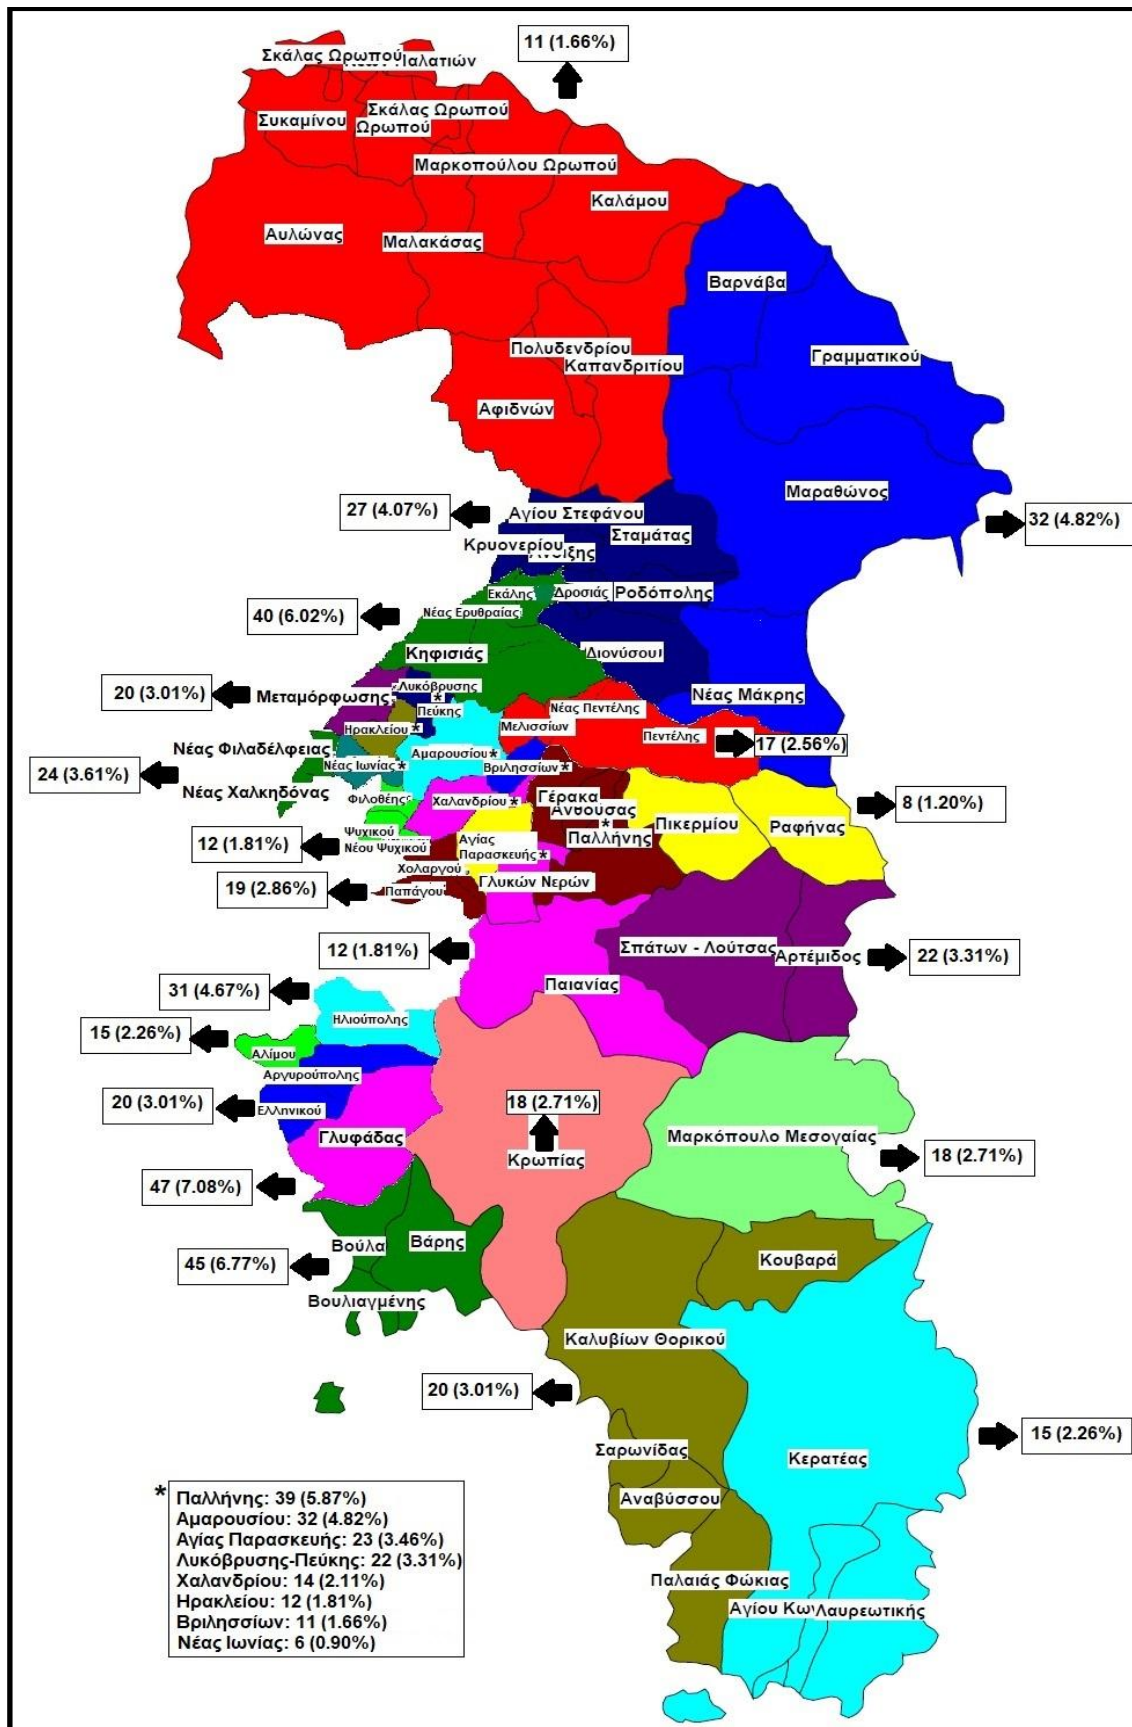 11 (1.66%)
Σκάλας Ωρωπού
Παλατιών
Σκάλας Ωρωπού
Συκαμίνου
Ωρωπού
Μαρκοπούλου Ωρωπού
Καλάμου
Αυλώνας
Μαλακάσας
Βαρνάβα
Πολυδενδρίου
Γραμματικού
Καπανδριτίου
Αφιδνών
Μαραθώνος
27 (4.07%)
Αγίου Στεφάνου
32 (4.82%)
Σταμάτας
Κρυονερίου
Εκάλης
Δροσιάς
Ροδόπολης
40 (6.02%)
Νέας Ερυθραίας
Κηφισιάς
Διονύσου
20 (3.01%)
Μεταμόρφωσης
Λυκόβρυσης
*
Πεύκης
Νέας Μάκρης
Νέας Πεντέλης
Ηρακλείου*
Μελισσίων
Πεντέλης
17 (2.56%)
Νέας Φιλαδέλφειας
Αμαρουσίου*
Νέας Ιωνίας*
Βριλησσίων*
24 (3.61%)
Νέας Χαλκηδόνας
Φιλοθέης
Χαλανδρίου*
Γέρακα
Ανθούσας
*
8 (1.20%)
Πικερμίου
Ραφήνας
Ψυχικού
12 (1.81%)
Νέου Ψυχικού
Αγίας
Παρασκευής*
Παλλήνης
Χολαργού
19 (2.86%)
Παπάγου
Γλυκών Νερών
12 (1.81%)
Σπάτων - Λούτσας
Αρτέμιδος
22 (3.31%)
Παιανίας
31 (4.67%)
Ηλιούπολης
15 (2.26%)
Αλίμου
Αργυρούπολης
20 (3.01%)
Ελληνικού
18 (2.71%)
Γλυφάδας
Μαρκόπουλο Μεσογαίας
Κρωπίας
18 (2.71%)
47 (7.08%)
45 (6.77%)
Βούλα
Βάρης
Κουβαρά
Βουλιαγμένης
Καλυβίων Θορικού
20 (3.01%)
15 (2.26%)
Σαρωνίδας
Κερατέας
Αναβύσσου
Παλαιάς Φώκιας
Αγίου Κων
Λαυρεωτικής
* Παλλήνης: 39 (5.87%)
Αμαρουσίου: 32 (4.82%)
Αγίας Παρασκευής: 23 (3.46%)
Λυκόβρυσης-Πεύκης: 22 (3.31%)
Χαλανδρίου: 14 (2.11%)
Ηρακλείου: 12 (1.81%)
Βριλησσίων: 11 (1.66%)
Νέας Ιωνίας: 6 (0.90%)